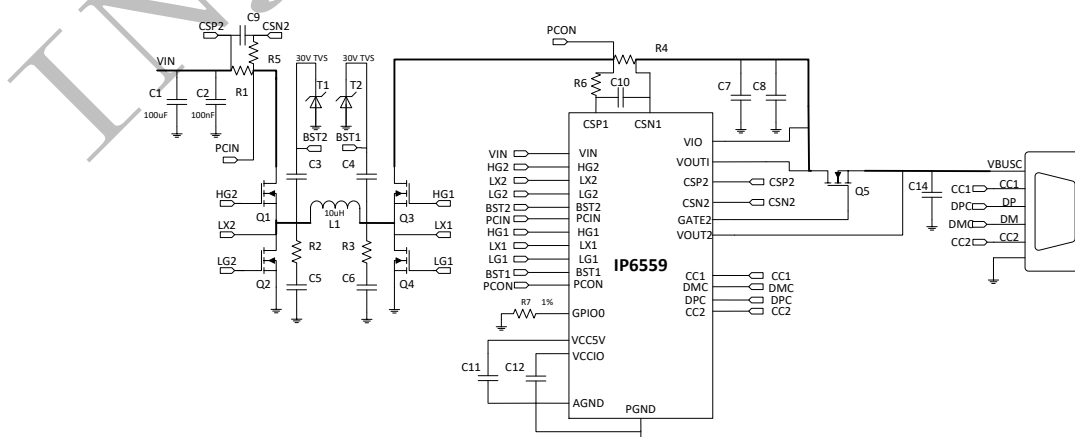 C9
CSP2
CSN2
PCON
R5
R4
VIN
30V TVS
30V TVS
R1
T1
T2
R6
C10
C7
C8
C1
C2
100uF
100nF
CSP1
CSN1
BST2
BST1
PCIN
C3
C4
VIO
VIN
VIN
VOUTI
VBUSC
HG2
HG2
LX2
LX2
CSP2
CSP2
HG2
HG1
LG2
LG2
Q5
C14
CC1
CC1
BST2
BST2
CSN2
CSN2
DPC
DP
Q1
10uH
Q3
PCIN
PCIN
GATE2
DMC
DM
LX2
L1
LX1
HG1
HG1
VOUT2
CC2
CC2
LX1
LX1
R2
R3
LG1
LG1
IP6559
LG2
LG1
BST1
BST1
CC1
CC1
Q2
C5
C6
Q4
PCON
PCON
DMC
DMC
DPC
DPC
R7
1%
CC2
CC2
GPIO0
VCC5V
VCCIO
C11
C12
AGND
PGND